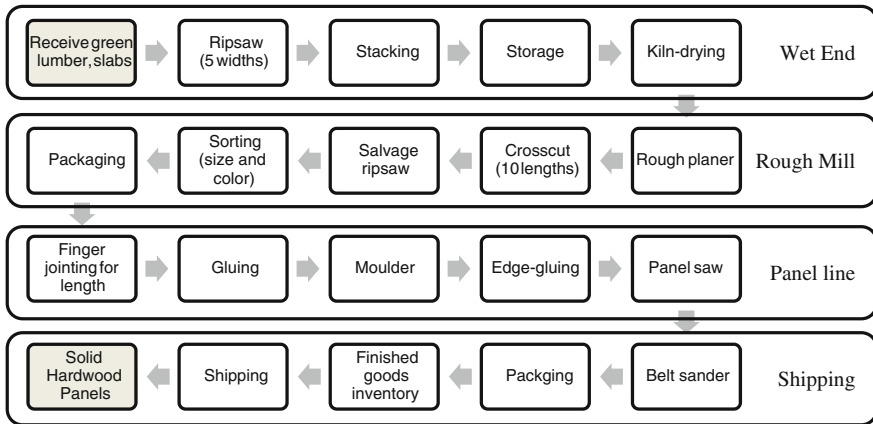 Receive green
lumber, slabs
Ripsaw
(5 widths)
Stacking
Storage
Kiln-drying
Wet End
Packaging
Sorting
(size and
color)
Salvage
ripsaw
Crosscut
(10 lengths)
Rough planer
Rough Mill
Finger
jointing for
length
Gluing
Moulder
Edge-gluing
Panel saw
Panel line
Solid
Hardwood
Panels
Shipping
Finished
goods
inventory
Packging
Belt sander
Shipping